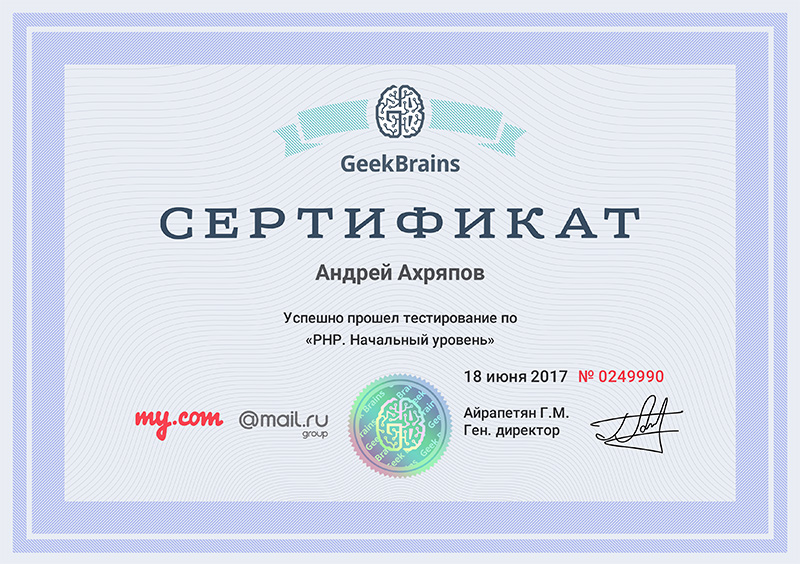 GeekBrains
СЕРТИФИКАТ
Андрей Ахряпов
Успешно прошел тестирование по
«PHP. Начальный уровень»
18 июня 2017 № 0249990
my.com @mail.ru group
Айрапетян Г.М.
Ген. директор